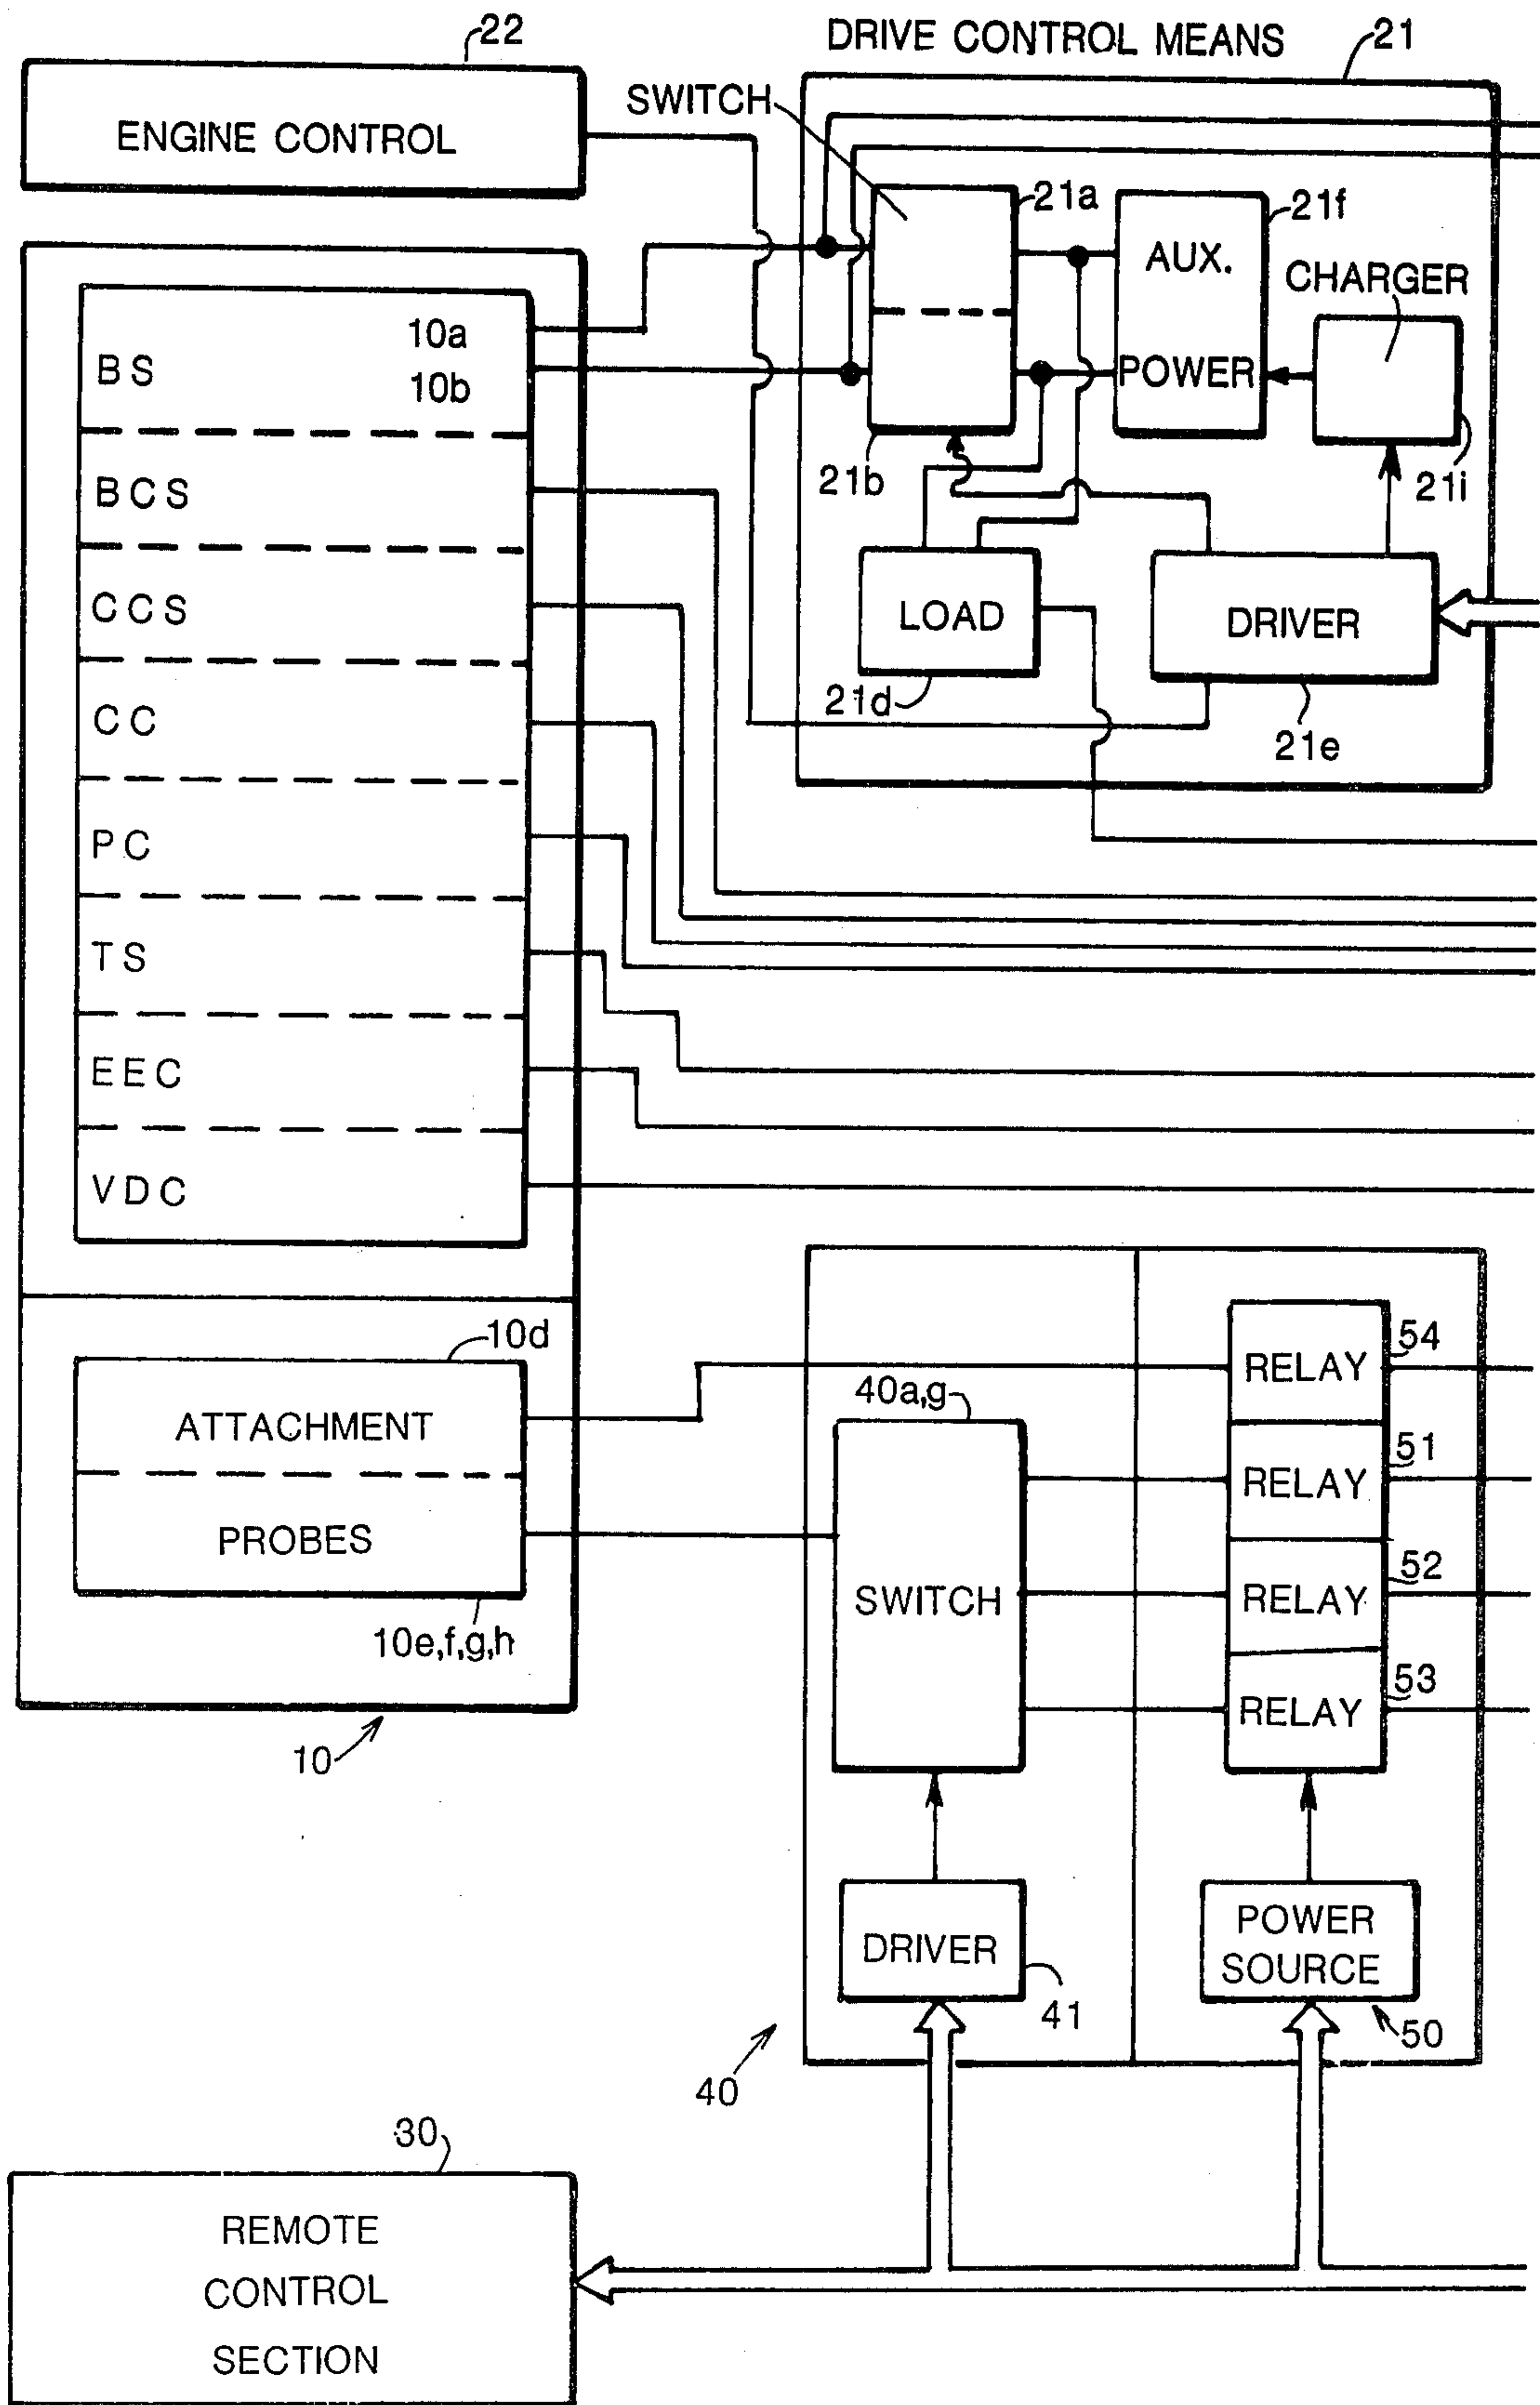 22
ENGINE CONTROL
DRIVE CONTROL MEANS
21
SWITCH
21a
21f
AUX.
POWER
CHARGER
21i
21b
LOAD
21d
DRIVER
21e
BS
10a
10b
BCS
CCS
CC
PC
TS
EEC
VDC
10d
ATTACHMENT
PROBES
10e,f,g,h
10
40a,g
SWITCH
RELAY
54
RELAY
51
RELAY
52
RELAY
53
DRIVER
41
POWER
SOURCE
50
40
30
REMOTE
CONTROL
SECTION